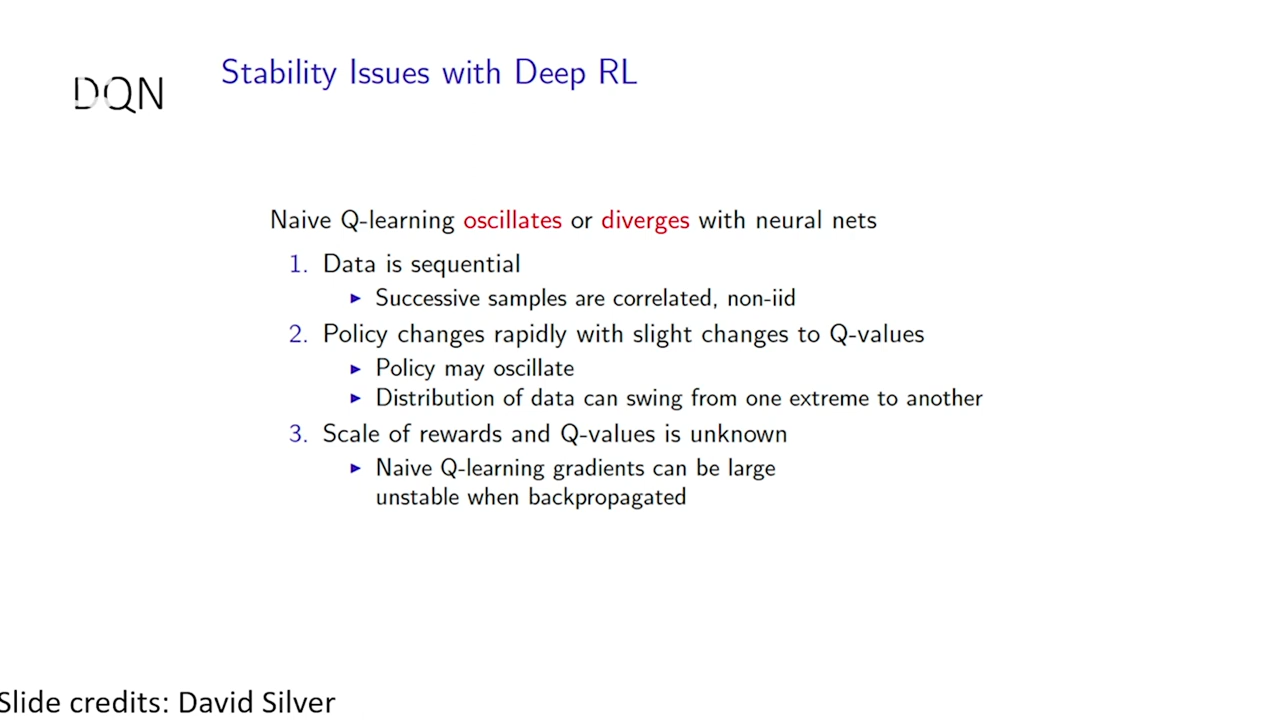 DQN
Stability Issues with Deep RL
Naive Q-learning oscillates or diverges with neural nets
1. Data is sequential
▶ Successive samples are correlated, non-iid
2. Policy changes rapidly with slight changes to Q-values
▶ Policy may oscillate
▶ Distribution of data can swing from one extreme to another
3. Scale of rewards and Q-values is unknown
▶ Naive Q-learning gradients can be large
unstable when backpropagated
Slide credits: David Silver